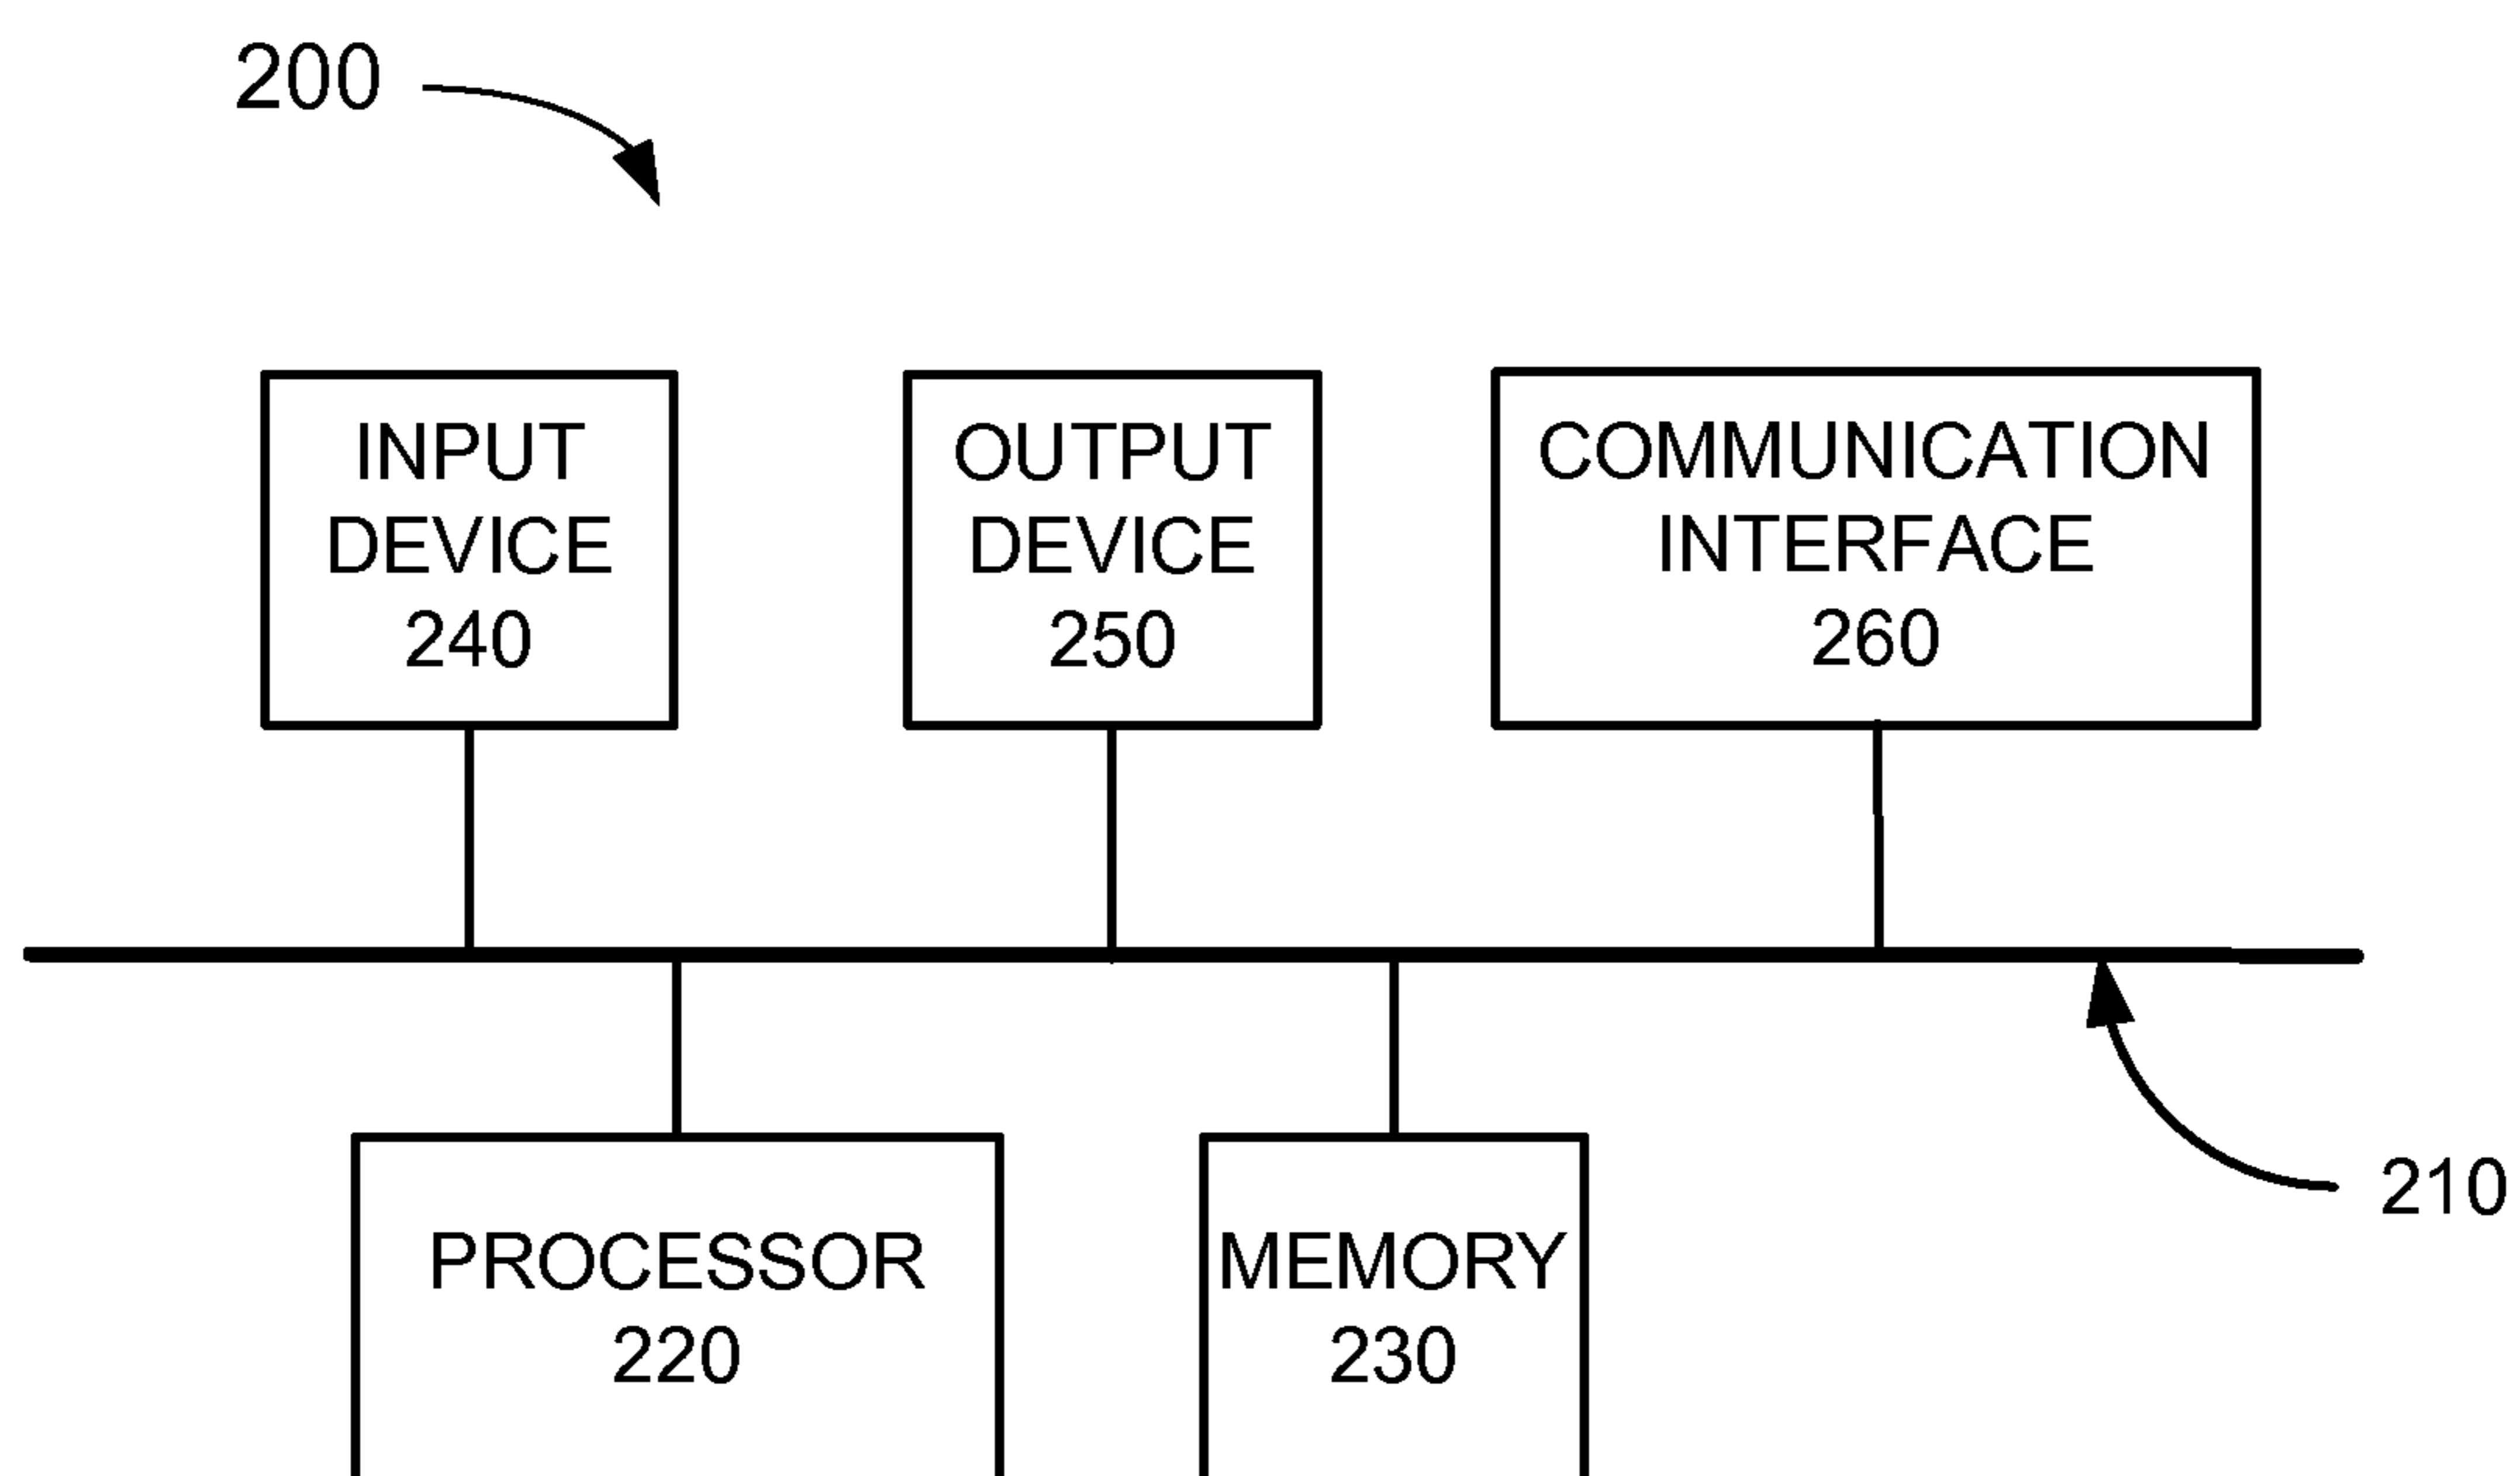 200
INPUT
DEVICE
240
OUTPUT
DEVICE
250
COMMUNICATION
INTERFACE
260
210
PROCESSOR
220
MEMORY
230